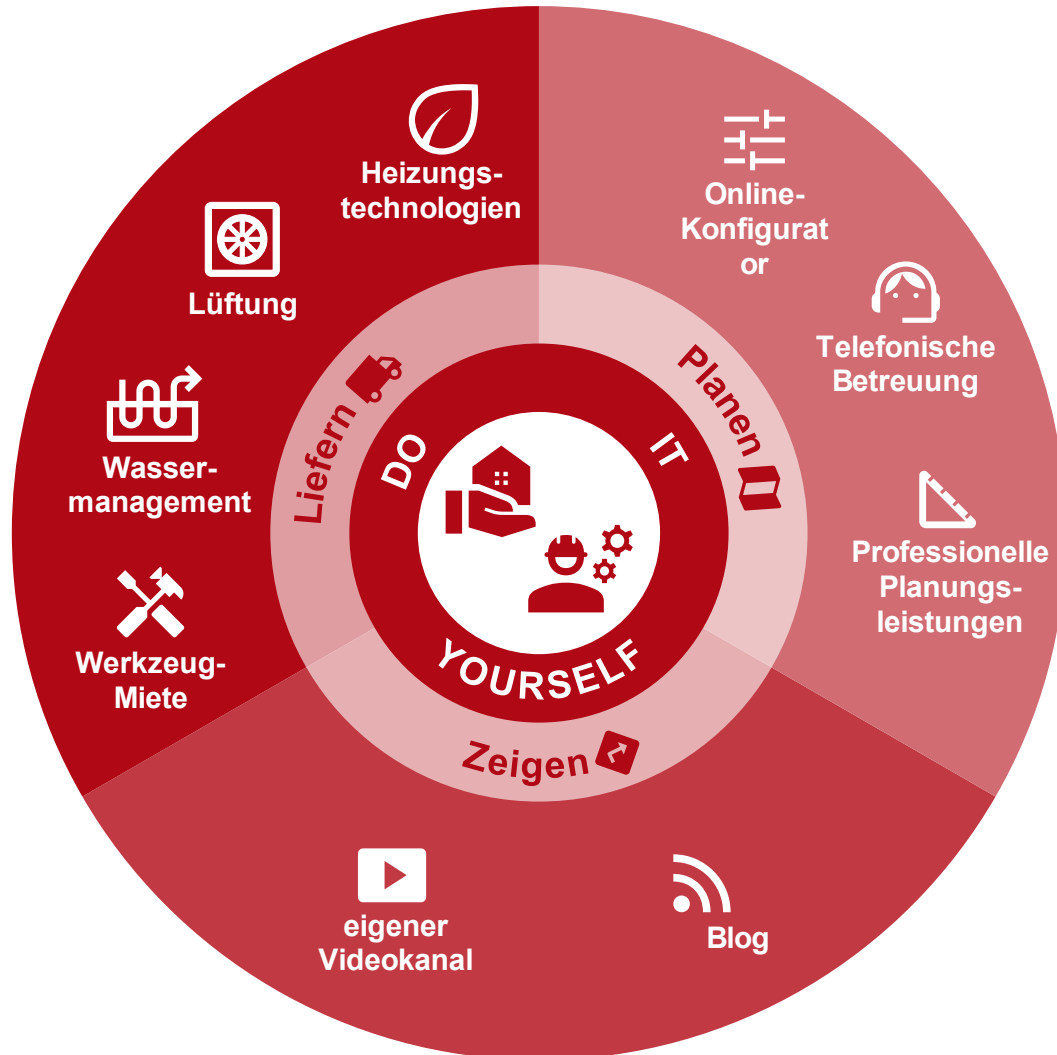 Heizungs-
technologien
Lüftung
Wasser-
management
Werkzeug-
Miete
Online-
Konfigurat
or
Telefonische
Betreuung
Professionelle
Planungs-
leistungen
Liefern
Planen
Zeigen
DO
IT
YOURSELF
eigener
Videokanal
Blog